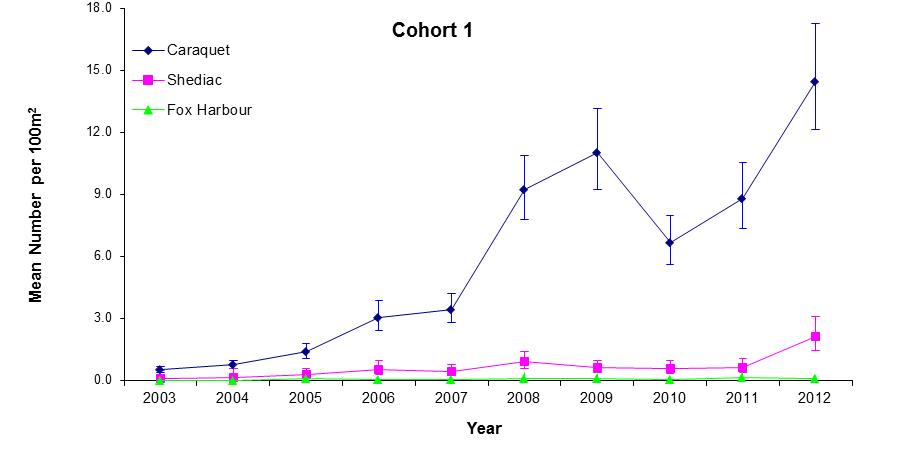 Cohort 1
Caraquet
Shediac
Fox Harbour
Mean Number per 100m²
18.0
15.0
12.0
9.0
6.0
3.0
0.0
2003 2004 2005 2006 2007 2008 2009 2010 2011 2012
Year